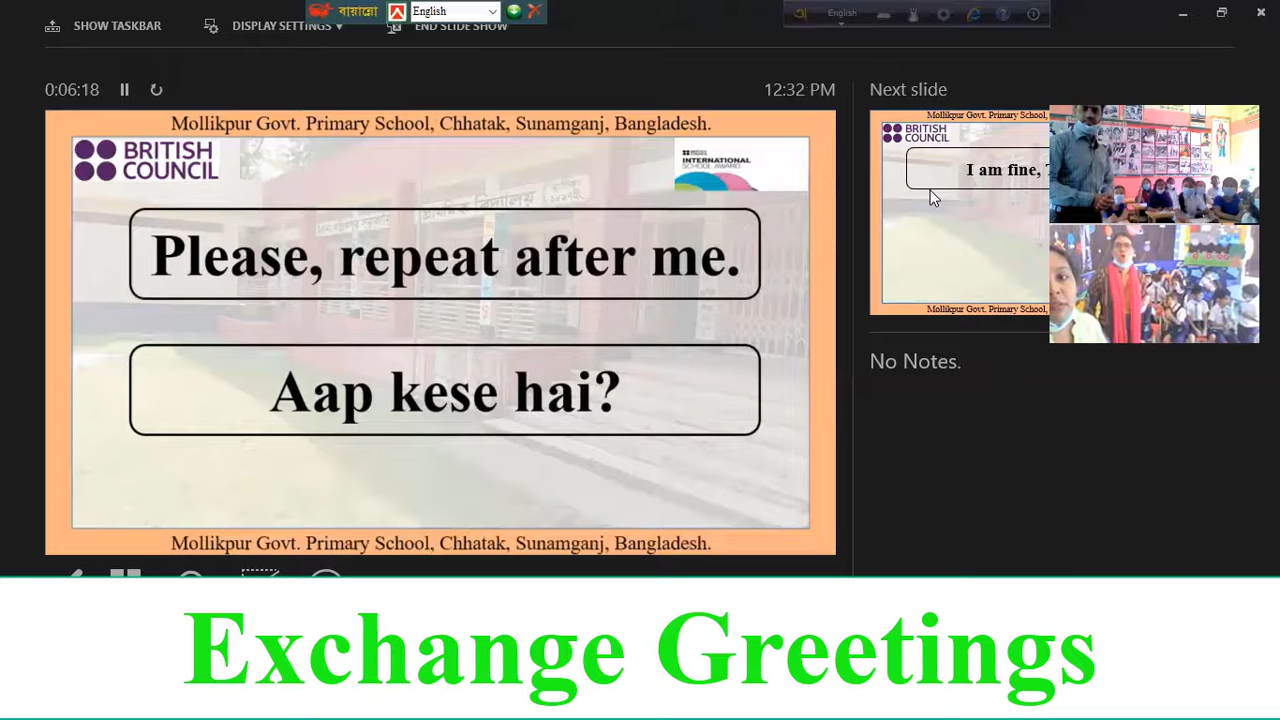 বায়ান্নো
English
English
SHOW TASKBAR
DISPLAY SETTINGS
END SLIDE SHOW
0:06:18
12:32 PM
Next slide
Mollikpur Govt. Primary School, Chhatak, Sunamganj, Bangladesh.
BRITISH
COUNCIL
INTERNATIONAL
SCHOOL AWARD
Please, repeat after me.
Aap kese hai?
Mollikpur Govt. Primary School, Chhatak, Sunamganj, Bangladesh.
Mollikpur Govt. Primary School,
BRITISH
COUNCIL
I am fine,
Mollikpur Govt. Primary School,
No Notes.
Exchange Greetings